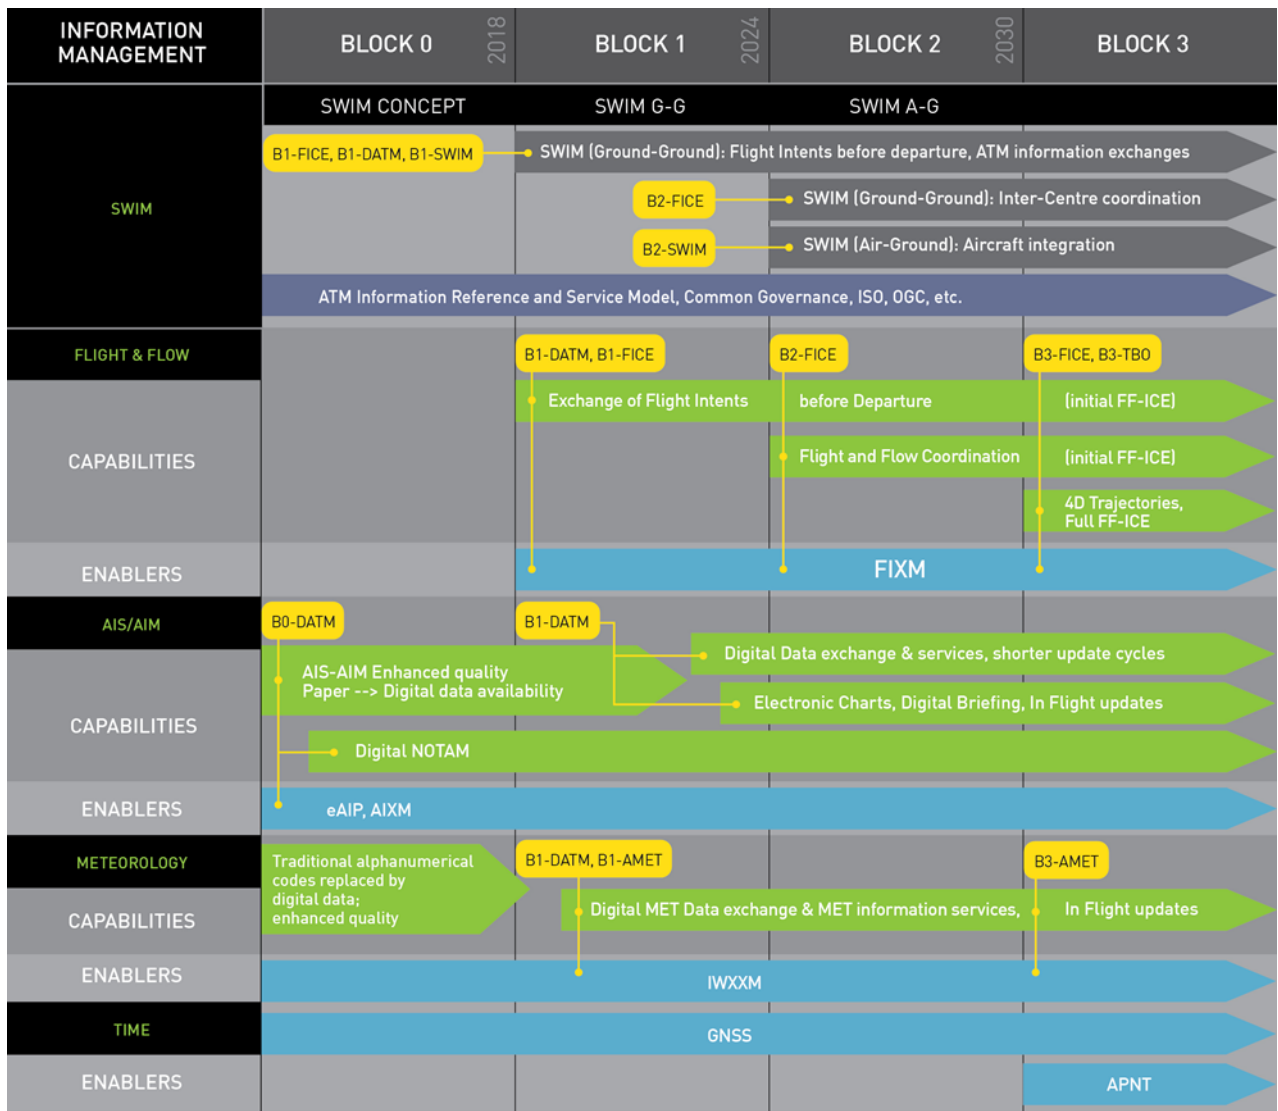 INFORMATION
MANAGEMENT
BLOCK 0
2018
BLOCK 1
2024
BLOCK 2
2030
BLOCK 3
SWIM CONCEPT
SWIM G-G
SWIM A-G
SWIM
B1-FICE, B1-DATM, B1-SWIM
SWIM (Ground-Ground): Flight Intents before departure, ATM information exchanges
B2-FICE
SWIM (Ground-Ground): Inter-Centre coordination
B2-SWIM
SWIM (Air-Ground): Aircraft integration
ATM Information Reference and Service Model, Common Governance, ISO, OGC, etc.
FLIGHT & FLOW
B1-DATM, B1-FICE
B2-FICE
B3-FICE, B3-TBO
CAPABILITIES
Exchange of Flight Intents
before Departure
(initial FF-ICE)
Flight and Flow Coordination
(initial FF-ICE)
4D Trajectories,
Full FF-ICE
ENABLERS
FIXM
AIS/AIM
B0-DATM
B1-DATM
CAPABILITIES
AIS-AIM Enhanced quality
Paper --> Digital data availability
Digital Data exchange & services, shorter update cycles
Electronic Charts, Digital Briefing, In Flight updates
Digital NOTAM
ENABLERS
eAIP, AIXM
METEOROLOGY
Traditional alphanumerical
codes replaced by
digital data;
enhanced quality
B1-DATM, B1-AMET
B3-AMET
CAPABILITIES
Digital MET Data exchange & MET information services,
In Flight updates
ENABLERS
IWXXM
TIME
GNSS
ENABLERS
APNT